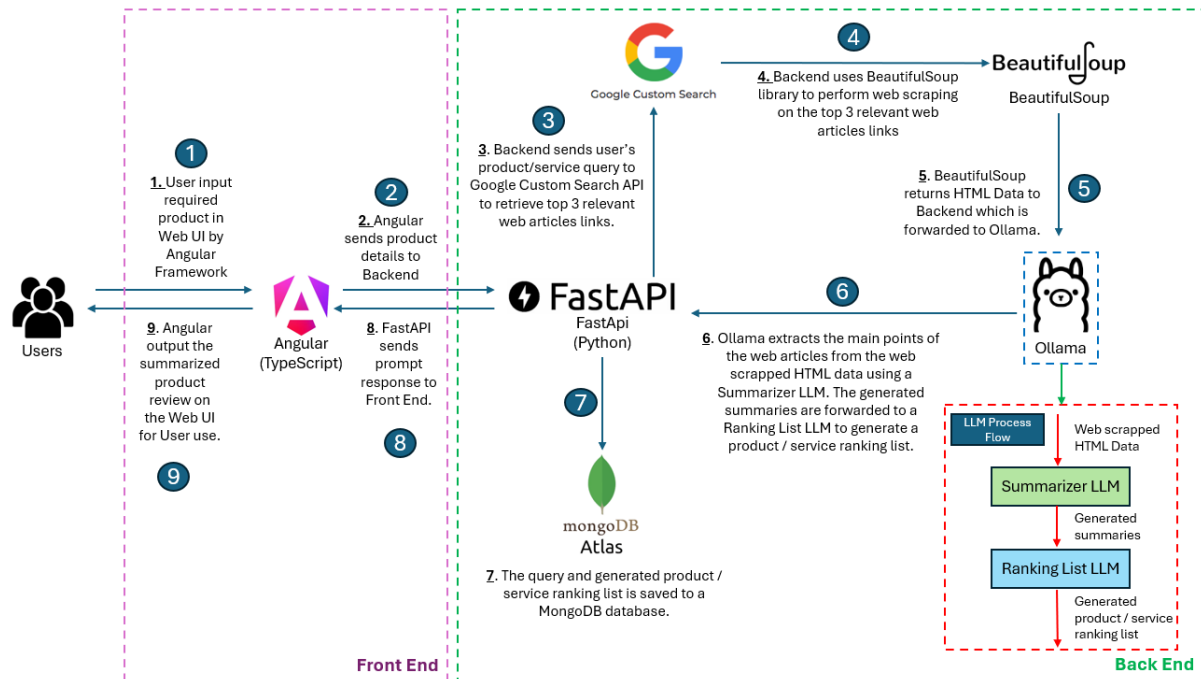 1
1. User input
required
product in
Web UI by
Angular
Framework
2
2. Angular
sends product
details to
Backend
3
3. Backend sends user's
product/service query to
Google Custom Search API
to retrieve top 3 relevant
web articles links.
Google Custom Search
4
4. Backend uses BeautifulSoup
library to perform web scraping
on the top 3 relevant web
articles links
BeautifulSoup
BeautifulSoup
5. BeautifulSoup
returns HTML Data to
Backend which is
forwarded to Ollama.
5
Users
Angular
(TypeScript)
FastAPI
FastApi
(Python)
6
Ollama
6. Ollama extracts the main points of
the web articles from the web
scrapped HTML data using a
Summarizer LLM. The generated
summaries are forwarded to a
Ranking List LLM to generate a
product / service ranking list.
9. Angular
output the
summarized
product
review on
the Web UI
for User use.
9
8. FastAPI
sends
prompt
response to
Front End.
8
7
mongoDB
Atlas
7. The query and generated product /
service ranking list is saved to a
MongoDB database.
LLM Process
Flow
Web scrapped
HTML Data
Summarizer LLM
Generated
summaries
Ranking List LLM
Generated
product / service
ranking list
Front End
Back End